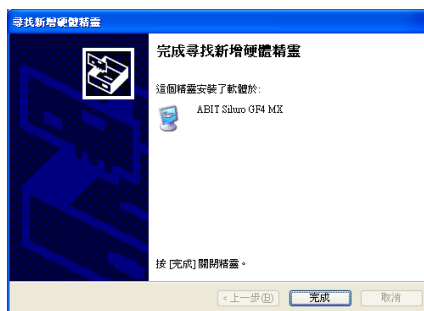 尋找新增硬體精靈
完成尋找新增硬體精靈
這個精靈安裝了軟體於:
ABIT Siluro GF4 MX
按 [完成] 關閉精靈。
<上一步(B)
完成
取消